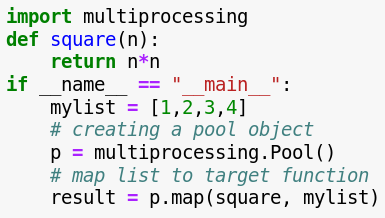 import multiprocessing
def square(n):
    return n*n
if __name__ == "__main__":
    mylist = [1,2,3,4]
    # creating a pool object
    p = multiprocessing.Pool()
    # map list to target function
    result = p.map(square, mylist)